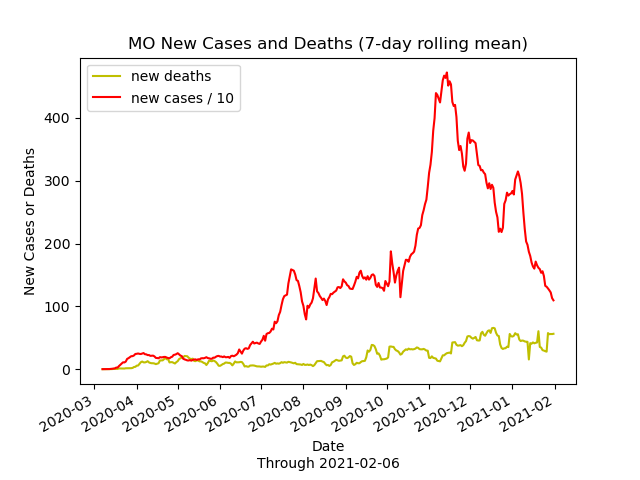 MO New Cases and Deaths (7-day rolling mean)
new deaths
new cases / 10
New Cases or Deaths
400
300
200
100
0
2020-03
2020-04
2020-05
2020-06
2020-07
2020-08
2020-09
2020-10
2020-11
2020-12
2021-01
2021-02
Date
Through 2021-02-06